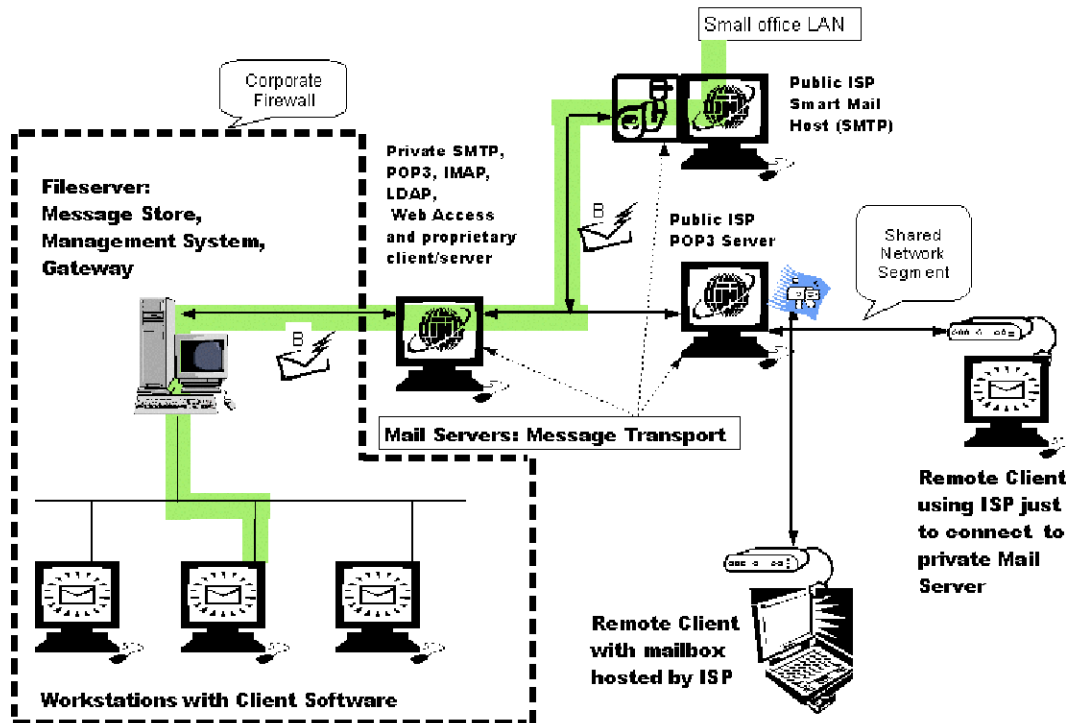 Small office LAN
Corporate
Firewall
Public ISP
Smart Mail
Host (SMTP)
Private SMTP,
POP3, IMAP,
LDAP,
Web Access
and proprietary
client/server
Fileserver:
Message Store,
Management System,
Gateway
B
Public ISP
POP3 Server
Shared
Network
Segment
B
Mail Servers: Message Transport
Remote Client
using ISP just
to connect to
private Mail
Server
Remote Client
with mailbox
hosted by ISP
Workstations with Client Software